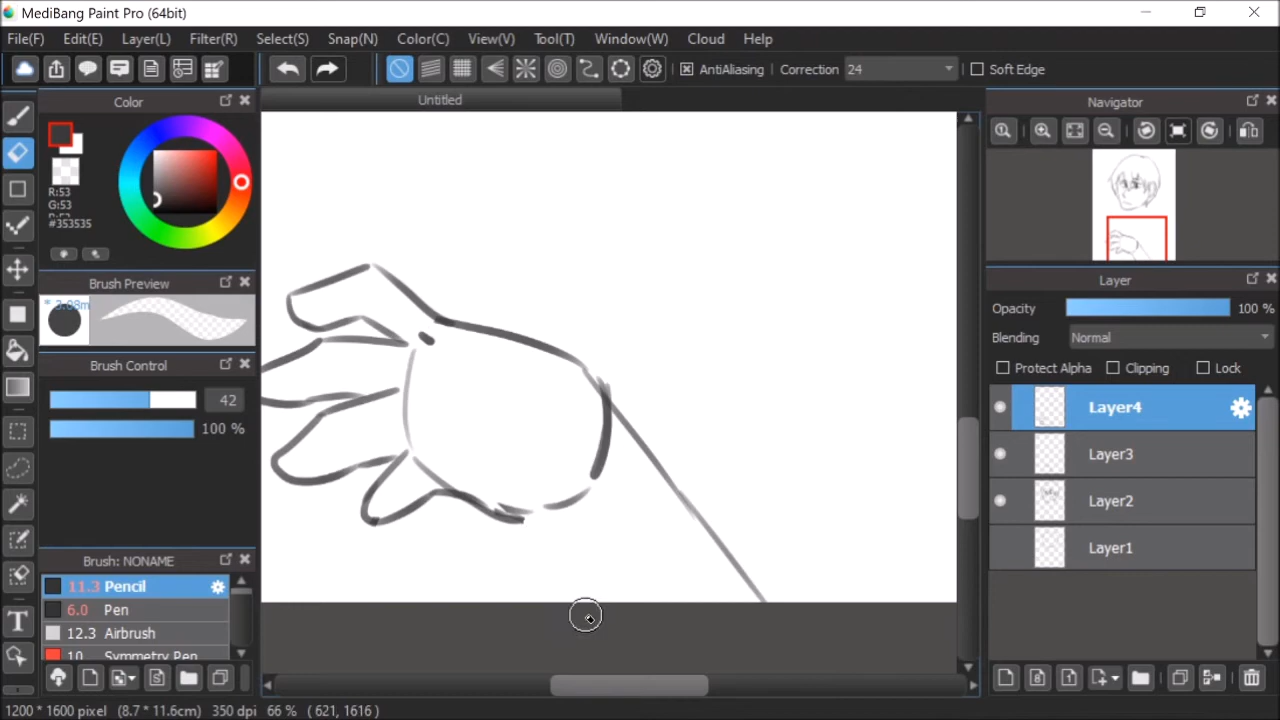 MediBang Paint Pro (64bit)
File(F) Edit(E) Layer(L) Filter(R) Select(S) Snap(N) Color(C) View(V) Tool(T) Window(W) Cloud Help
AntiAliasing Correction 24 Soft Edge
Color
Untitled
Navigator
R:53
G:53
#353535
Brush Preview
Layer
Opacity 100 %
Blending Normal
Brush Control
Protect Alpha Clipping Lock
42
100 %
Layer4
Layer3
Layer2
Layer1
Brush: NONAME
11.3 Pencil
6.0 Pen
12.3 Airbrush
10 Symmetry Pen
T
1200 * 1600 pixel (8.7 * 11.6cm) 350 dpi 66 % ( 621, 1616 )